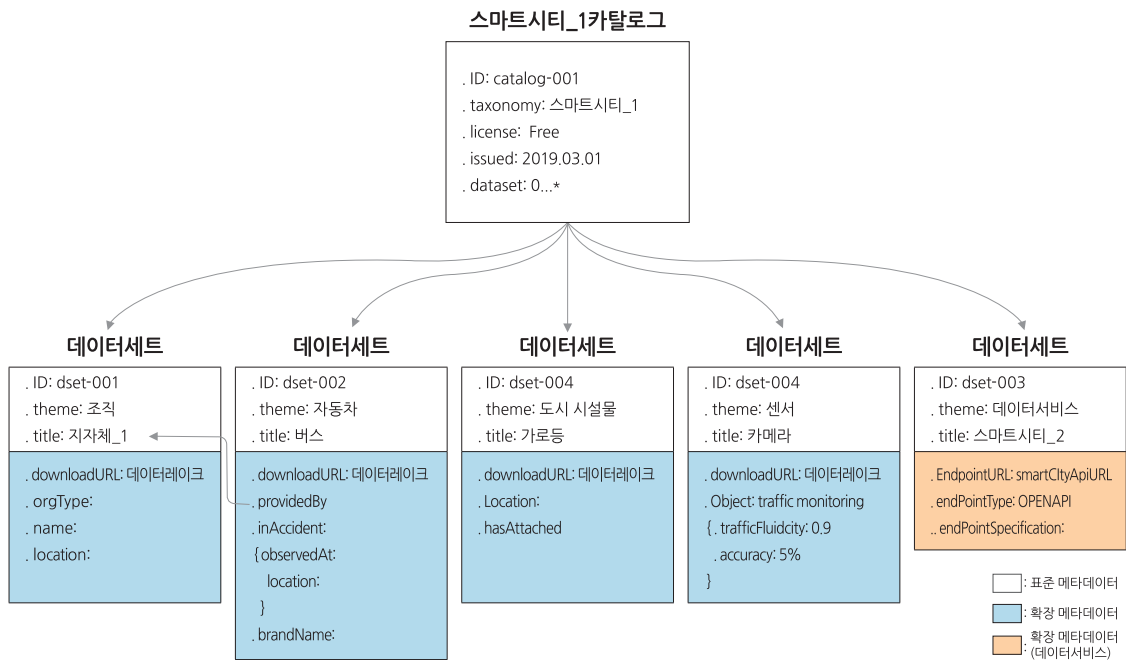 스마트시티_1카탈로그
. ID: catalog-001
. taxonomy: 스마트시티_1
. license: Free
. issued: 2019.03.01
. dataset: 0...*
데이터세트
. ID: dset-001
. theme: 조직
. title: 지자체_1
. downloadURL: 데이터레이크
. orgType:
. name:
. location:
데이터세트
. ID: dset-002
. theme: 자동차
. title: 버스
. downloadURL: 데이터레이크
. providedBy
. inAccident:
{ observedAt:
location:
}
. brandName:
데이터세트
. ID: dset-004
. theme: 도시 시설물
. title: 가로등
. downloadURL: 데이터레이크
. Location:
. hasAttached
데이터세트
. ID: dset-004
. theme: 센서
. title: 카메라
. downloadURL: 데이터레이크
. Object: traffic monitoring
{ . trafficFluidcity: 0.9
. accuracy: 5%
}
데이터세트
. ID: dset-003
. theme: 데이터서비스
. title: 스마트시티_2
. EndpointURL: smartCItyApiURL
. endPointType: OPENAPI
.. endPointSpecification:
: 표준 메타데이터
: 확장 메타데이터
: 확장 메타데이터
(데이터서비스)